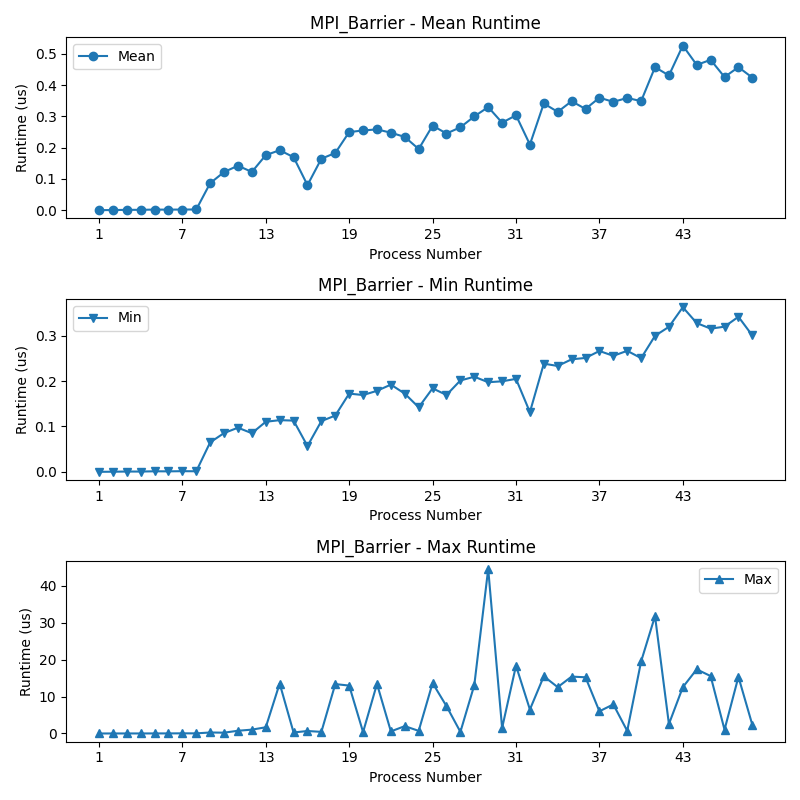 MPI_Barrier - Mean Runtime
Mean
Runtime (us)
0.5
0.4
0.3
0.2
0.1
0.0
1 7 13 19 25 31 37 43
Process Number
MPI_Barrier - Min Runtime
Min
Runtime (us)
0.3
0.2
0.1
0.0
1 7 13 19 25 31 37 43
Process Number
MPI_Barrier - Max Runtime
Max
Runtime (us)
40
30
20
10
0
1 7 13 19 25 31 37 43
Process Number